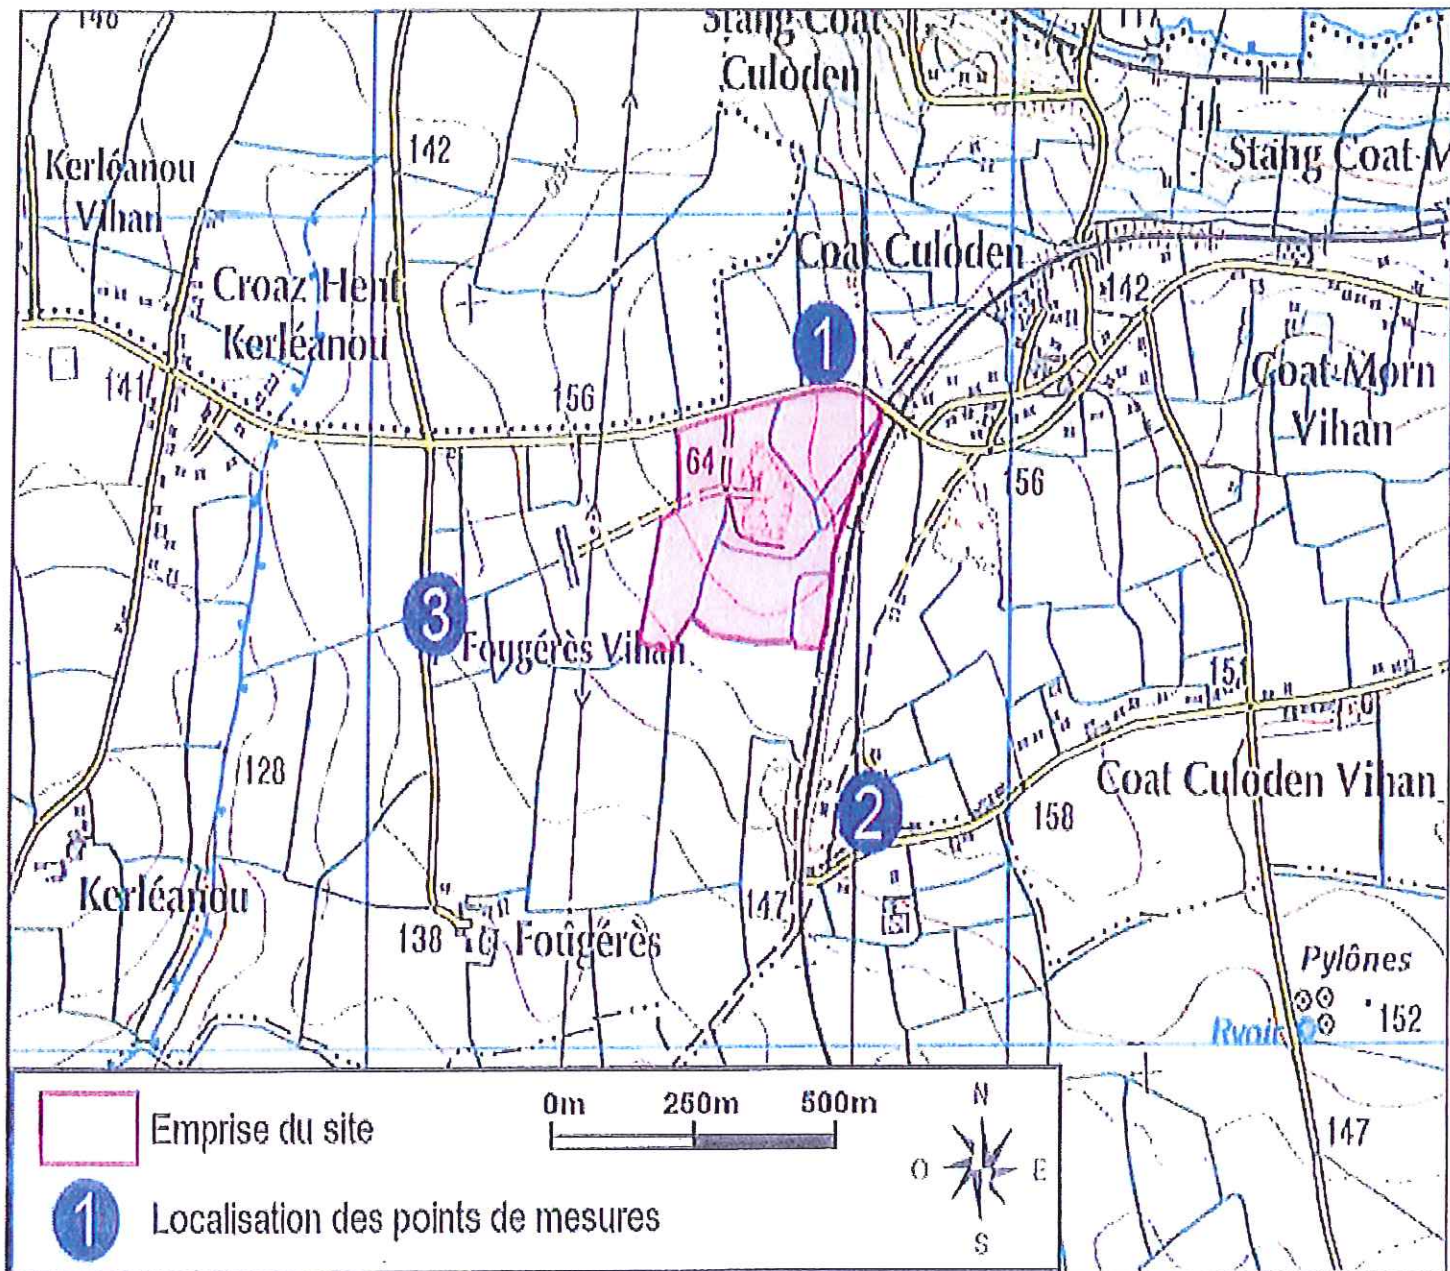 Stang Coat
Culoden
142
Kerléanou
Vihan
Stang Coat M
Croaz Hent
Kerléanou
Coat Culoden
142
1
141
156
Coat Morn
Vihan
64
156
3
Fougérès Vihan
151
128
2
Coat Culoden Vihan
158
Kerléanou
147
138
Fougérès
Pylônes
152
Rvoir
147
Emprise du site
0m 250m 500m
N
O E
S
1 Localisation des points de mesures